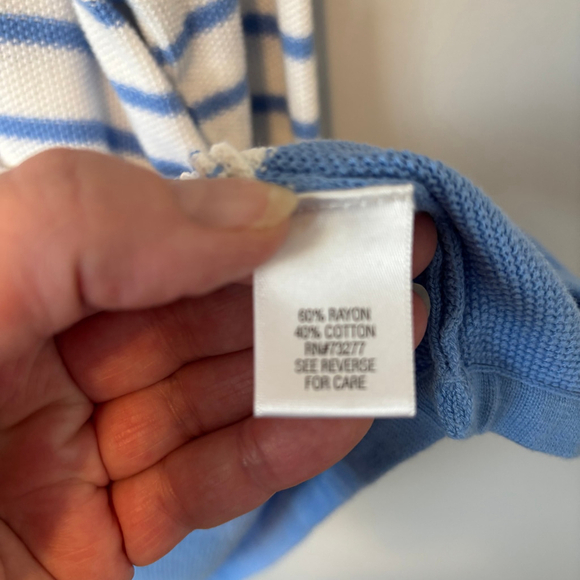 60% RAYON
40% COTTON
RN#73277
SEE REVERSE
FOR CARE